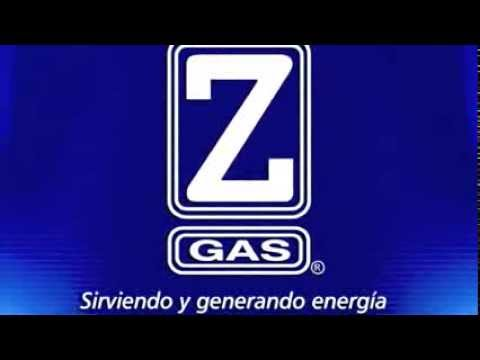 Z
GAS
®
Sirviendo y generando energía